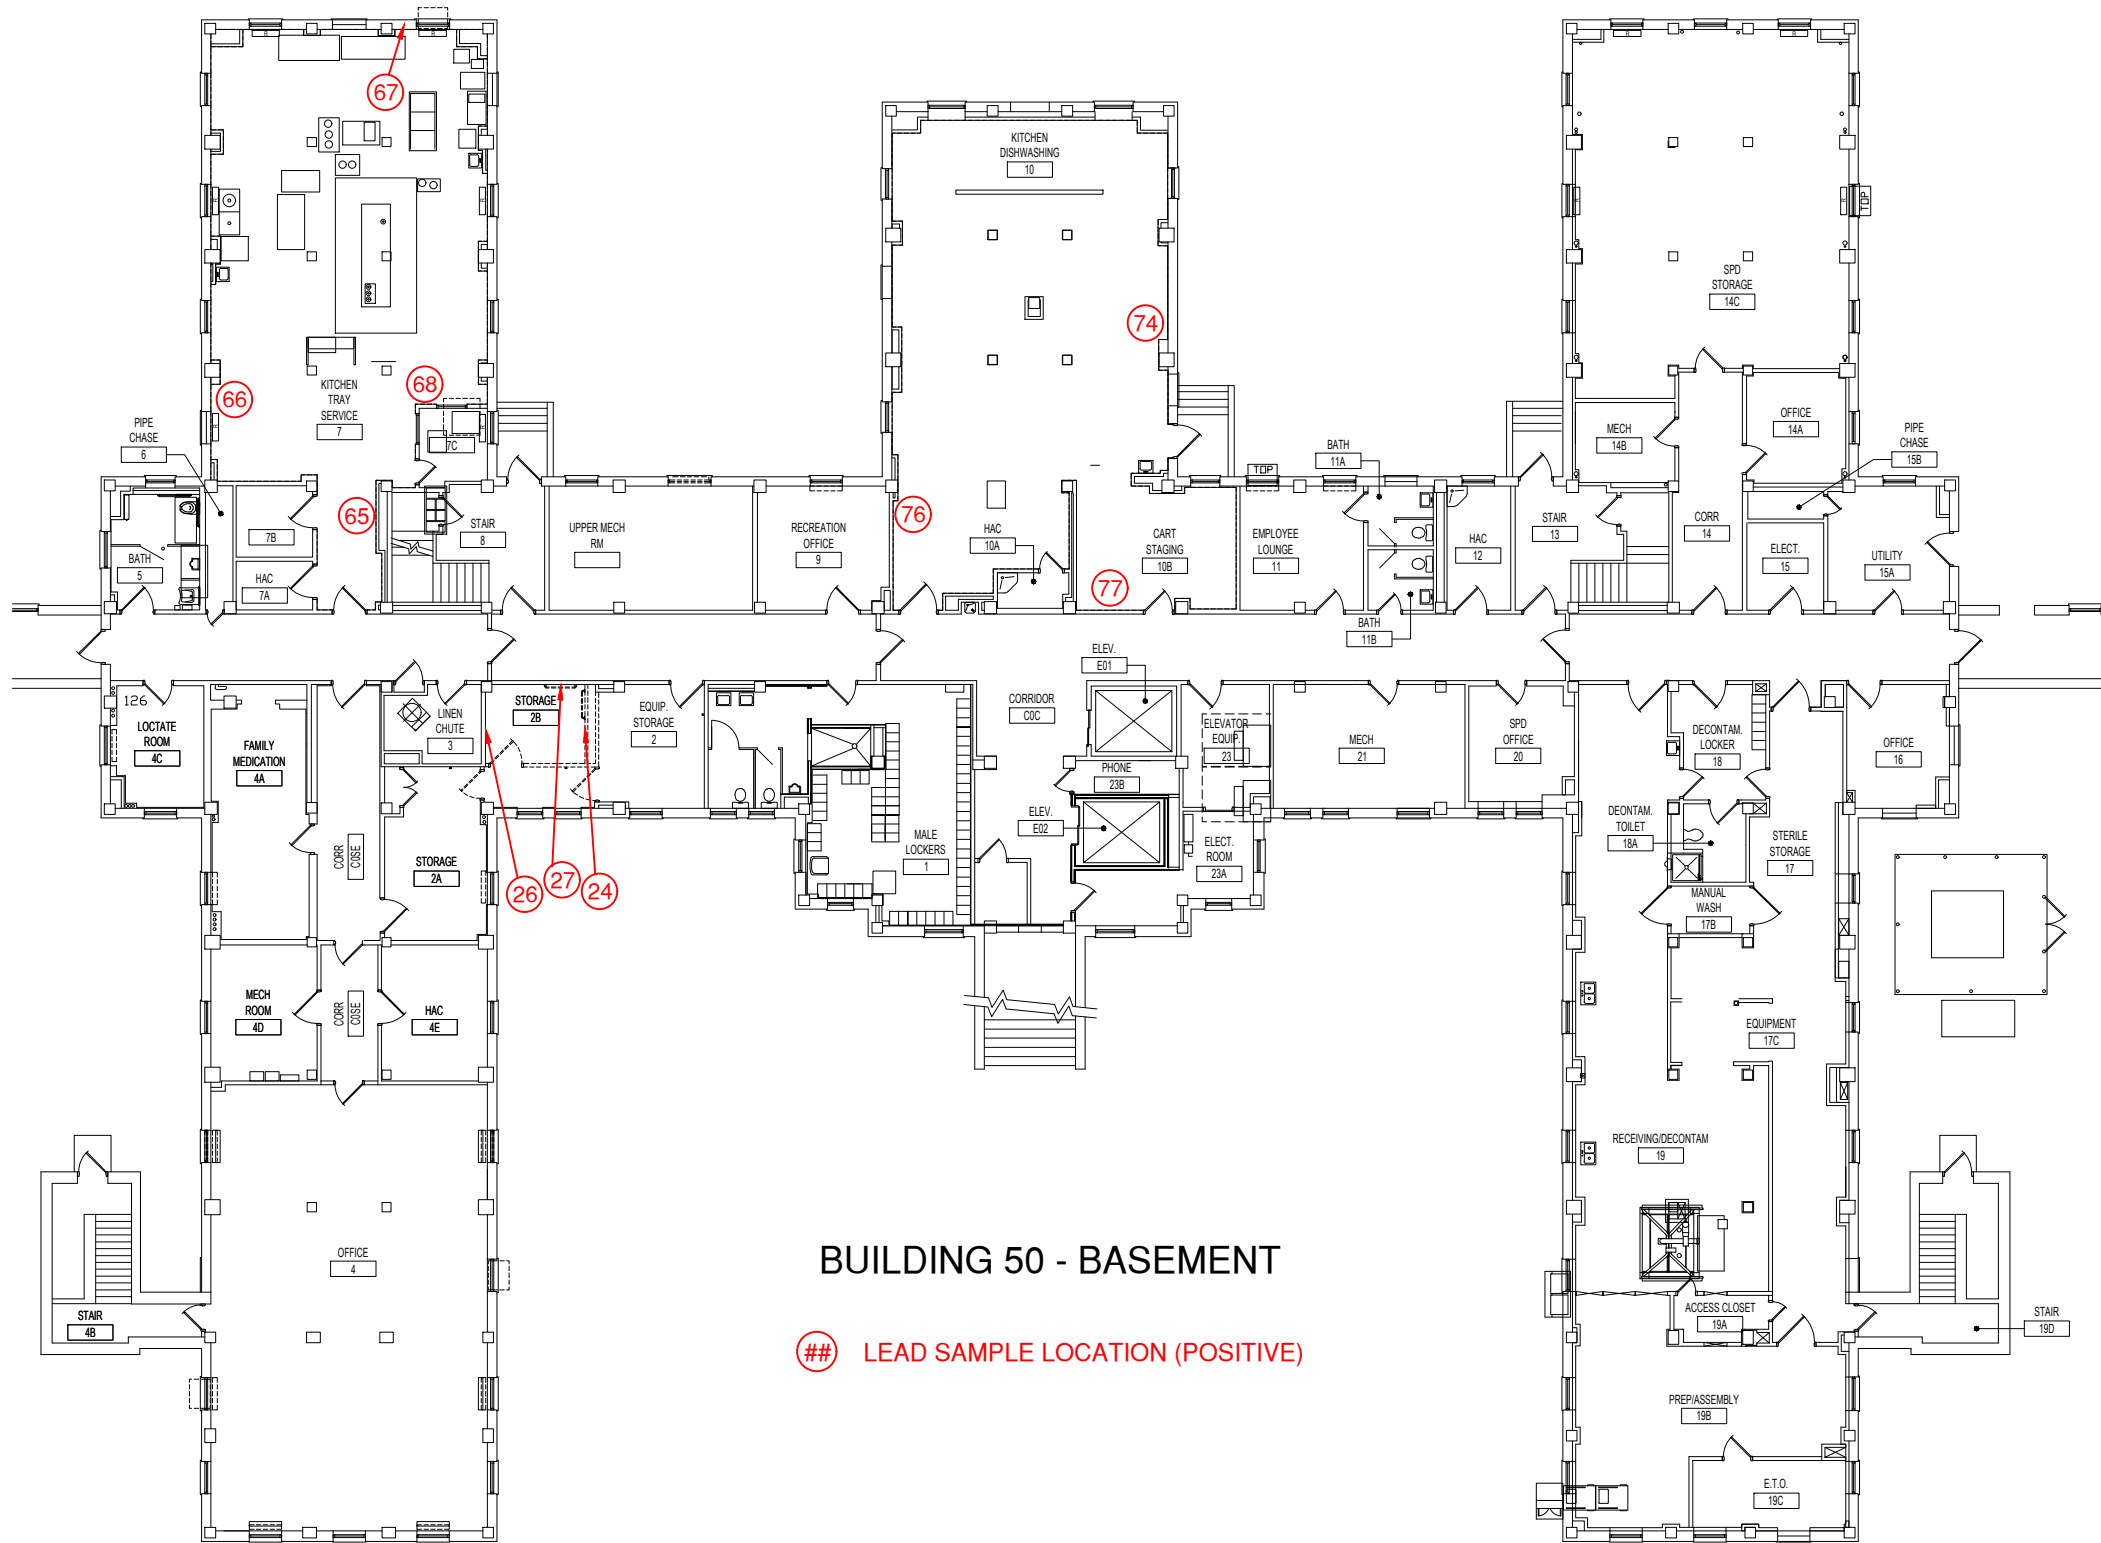 67
KITCHEN
DISHWASHING
10
SPD
STORAGE
14C
TOP
74
68
66
KITCHEN
TRAY
SERVICE
7
7C
PIPE
CHASE
6
65
7B
HAC
7A
BATH
5
STAIR
8
UPPER MECH
RM
RECREATION
OFFICE
9
76
HAC
10A
77
CART
STAGING
10B
TOP
EMPLOYEE
LOUNGE
11
BATH
11A
BATH
11B
HAC
12
STAIR
13
MECH
14B
OFFICE
14A
PIPE
CHASE
15B
CORR
14
ELECT.
15
UTILITY
15A
126
LOCTATE
ROOM
4C
FAMILY
MEDICATION
4A
LINEN
CHUTE
3
STORAGE
2B
EQUIP.
STORAGE
2
CORRIDOR
C0C
ELEV.
E01
ELEVATOR
EQUIP.
23
PHONE
23B
ELEV.
E02
MECH
21
SPD
OFFICE
20
DECONTAM.
LOCKER
18
OFFICE
16
DEONTAM.
TOILET
18A
STERILE
STORAGE
17
MALE
LOCKERS
1
ELECT.
ROOM
23A
CORR
C0SE
STORAGE
2A
26
27
24
MANUAL
WASH
17B
MECH
ROOM
4D
CORR
C0SE
HAC
4E
EQUIPMENT
17C
RECEIVING/DECONTAM
19
OFFICE
4
STAIR
4B
ACCESS CLOSET
19A
STAIR
19D
PREP/ASSEMBLY
19B
E.T.O.
19C
BUILDING 50 - BASEMENT
## LEAD SAMPLE LOCATION (POSITIVE)